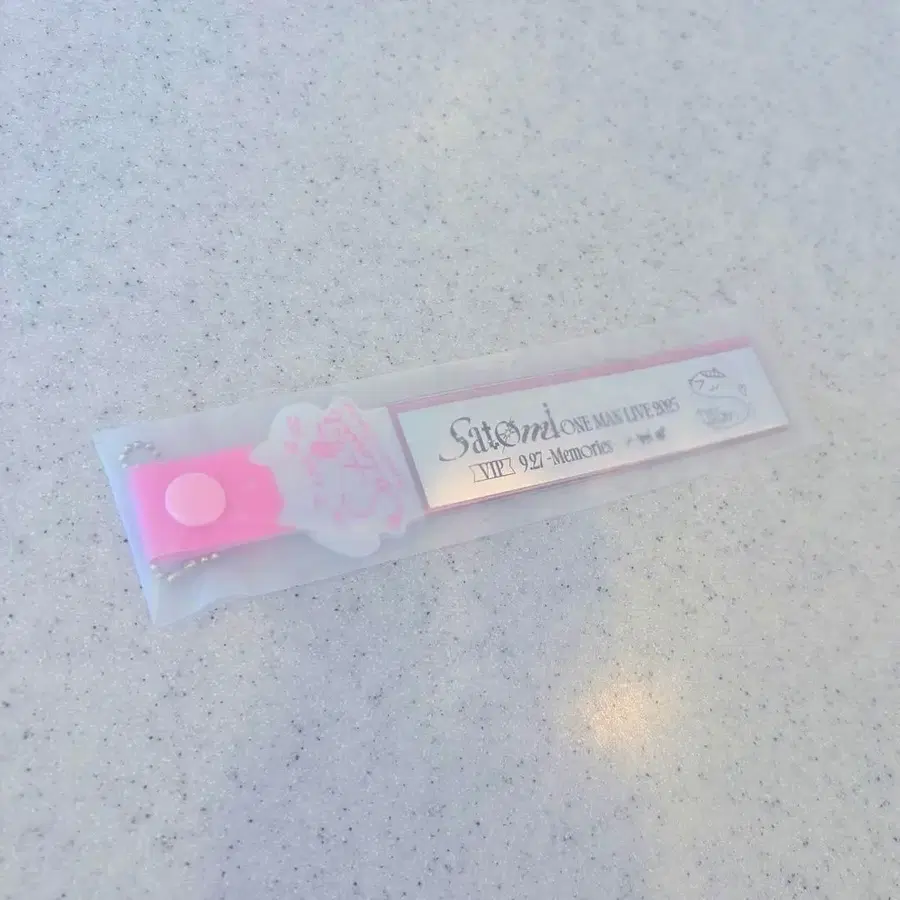 Satomi ONE MAN LIVE 2025
VIP 9.27 -Memories